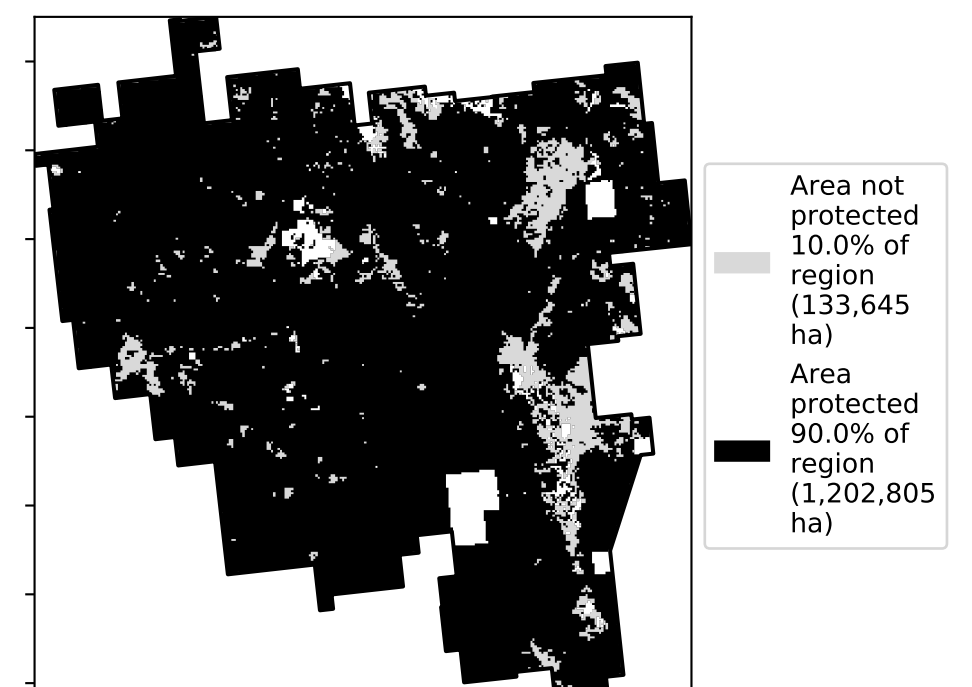 Area not
protected
10.0% of
region
(133,645
ha)
Area
protected
90.0% of
region
(1,202,805
ha)